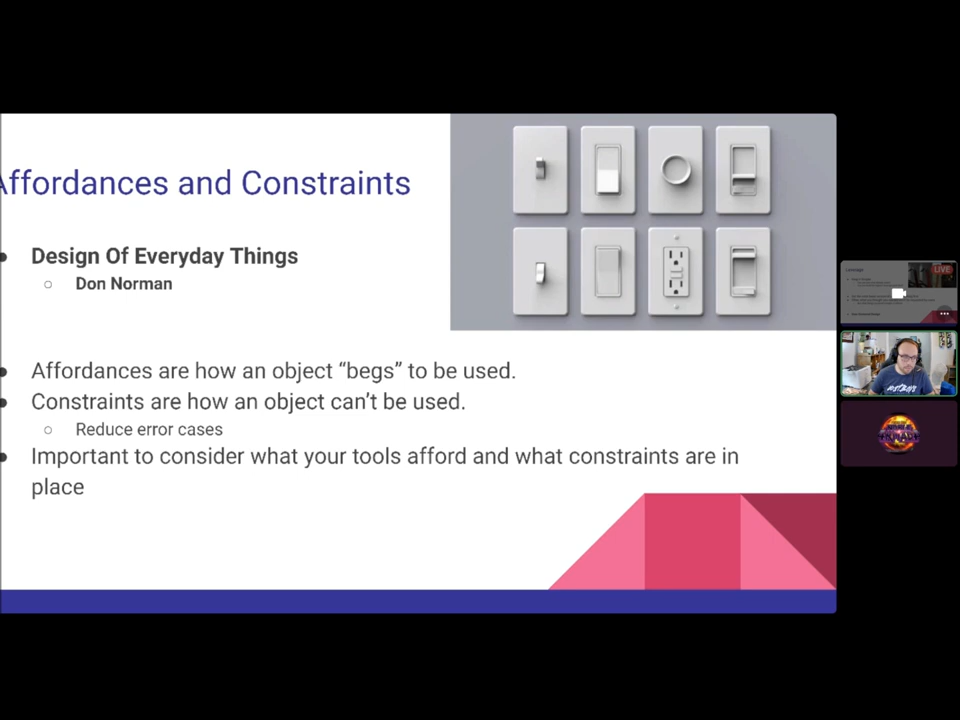 Affordances and Constraints
Design Of Everyday Things
Don Norman
Affordances are how an object “begs” to be used.
Constraints are how an object can’t be used.
Reduce error cases
Important to consider what your tools afford and what constraints are in
place
LIVE